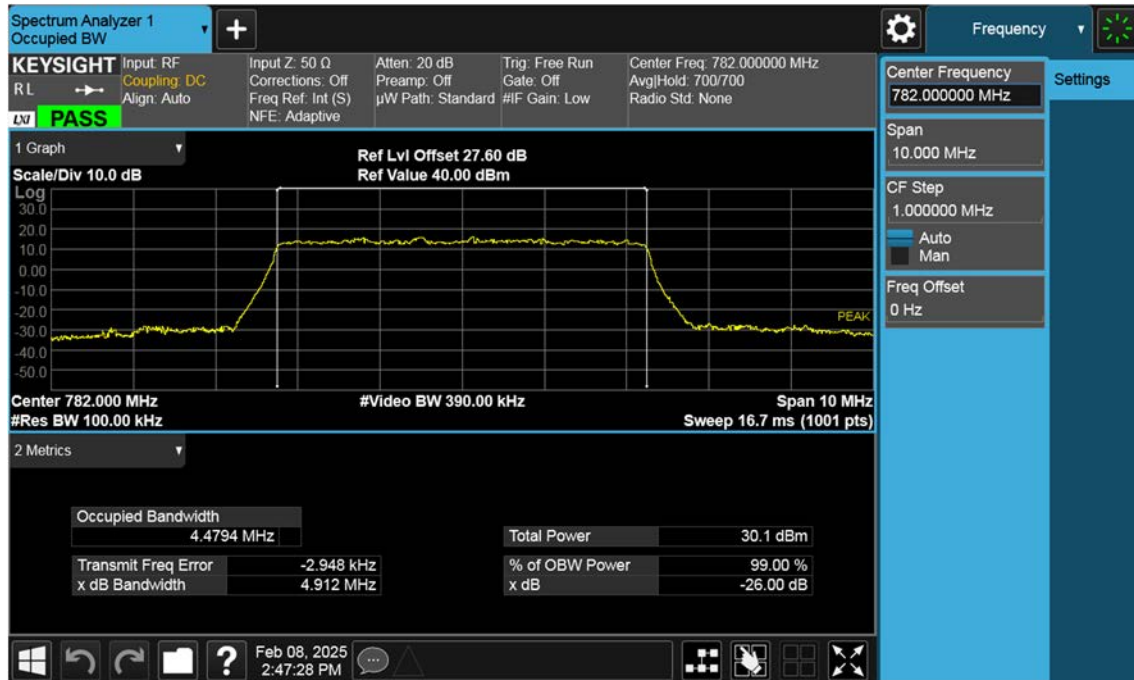 Spectrum Analyzer 1
Occupied BW
+
Frequency
KEYSIGHT
RL
LXI PASS
Input: RF
Coupling: DC
Align: Auto
Input Z: 50 Ω
Corrections: Off
Freq Ref: Int (S)
NFE: Adaptive
Atten: 20 dB
Preamp: Off
µW Path: Standard
Trig: Free Run
Gate: Off
#IF Gain: Low
Center Freq: 782.000000 MHz
Avg|Hold: 700/700
Radio Std: None
Center Frequency
782.000000 MHz
Settings
Span
10.000 MHz
CF Step
1.000000 MHz
Auto
Man
Freq Offset
0 Hz
1 Graph
Scale/Div 10.0 dB
Ref Lvl Offset 27.60 dB
Ref Value 40.00 dBm
Log
30.0
20.0
10.0
0.00
-10.0
-20.0
-30.0
-40.0
-50.0
PEAK
Center 782.000 MHz
#Video BW 390.00 kHz
Span 10 MHz
#Res BW 100.00 kHz
Sweep 16.7 ms (1001 pts)
2 Metrics
Occupied Bandwidth
4.4794 MHz
Total Power 30.1 dBm
Transmit Freq Error -2.948 kHz
% of OBW Power 99.00 %
x dB Bandwidth 4.912 MHz
x dB -26.00 dB
?
Feb 08, 2025
2:47:28 PM